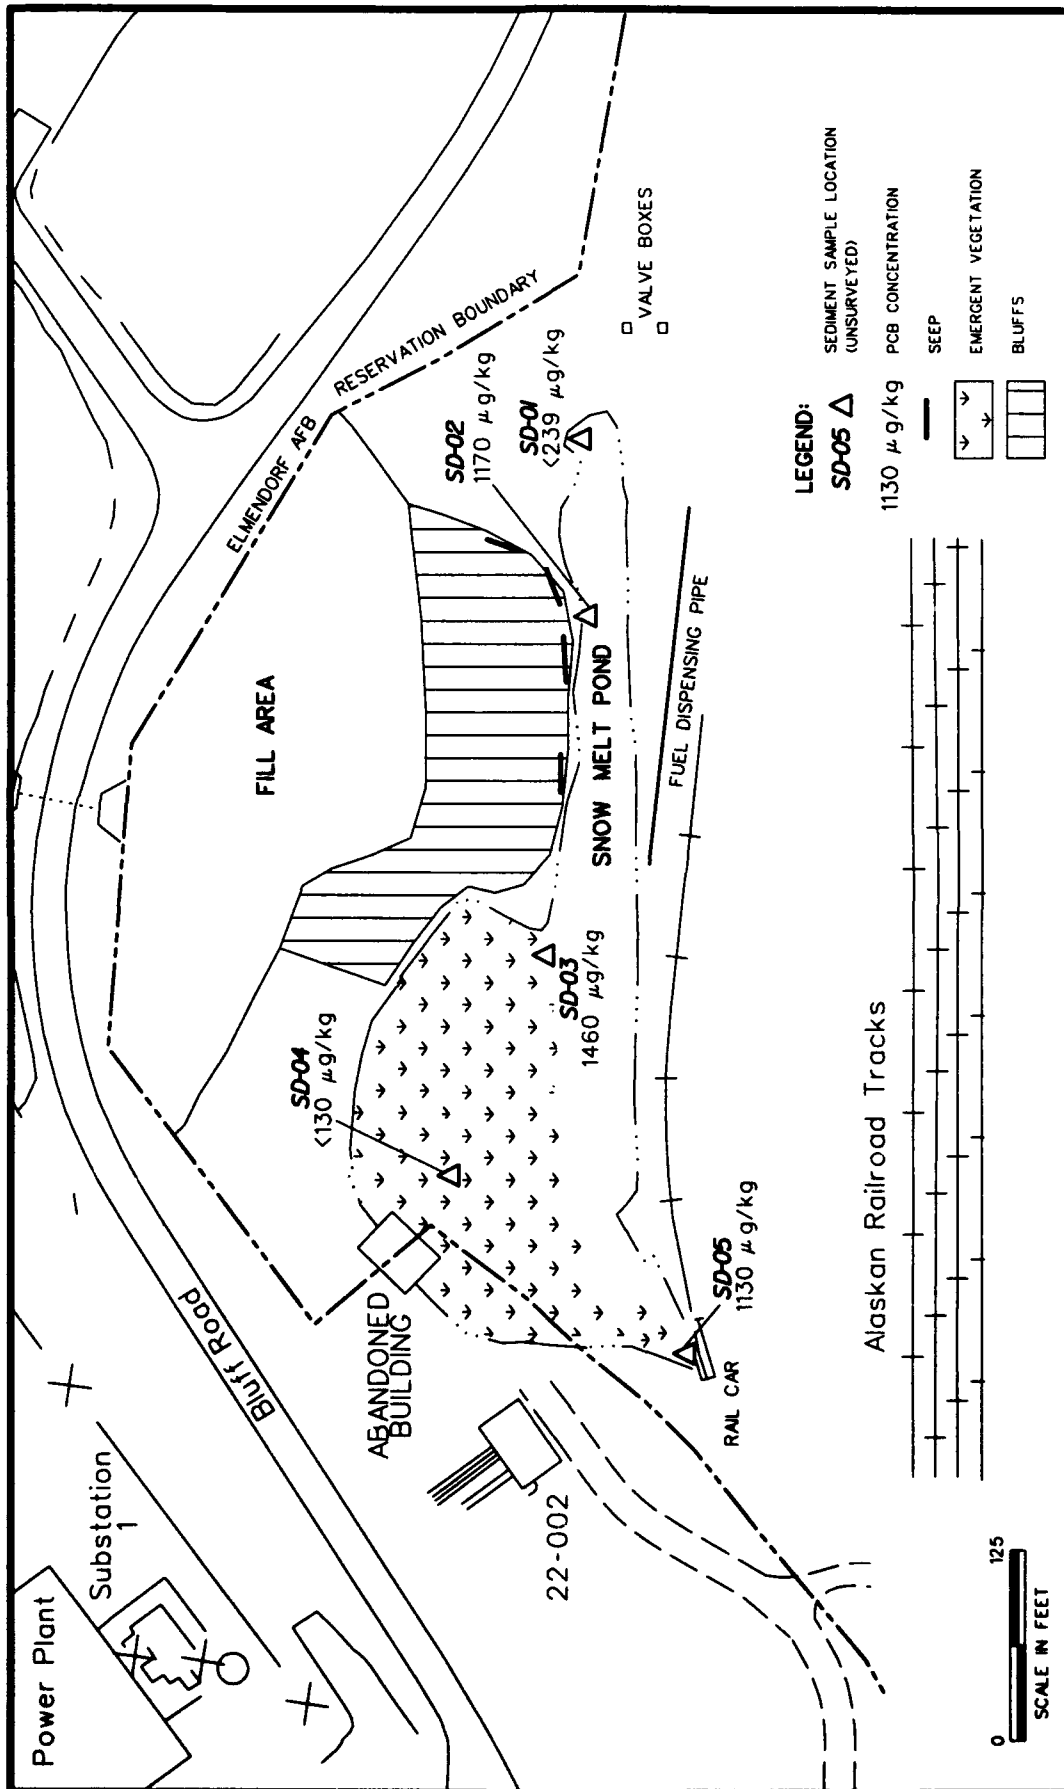 Power Plant
Substation
1
Bluff Road
ELMENDORF AFB
RESERVATION BOUNDARY
FILL AREA
ABANDONED
BUILDING
22-002
SD-04
<130 µg/kg
SD-03
1460 µg/kg
SD-02
1170 µg/kg
SD-01
<239 µg/kg
SNOW MELT POND
VALVE BOXES
FUEL DISPENSING PIPE
SD-05
1130 µg/kg
RAIL CAR
Alaskan Railroad Tracks
LEGEND:
SD-05 SEDIMENT SAMPLE LOCATION
(UNSURVEYED)
1130 µg/kg PCB CONCENTRATION
SEEP
EMERGENT VEGETATION
BLUFFS
0 125
SCALE IN FEET